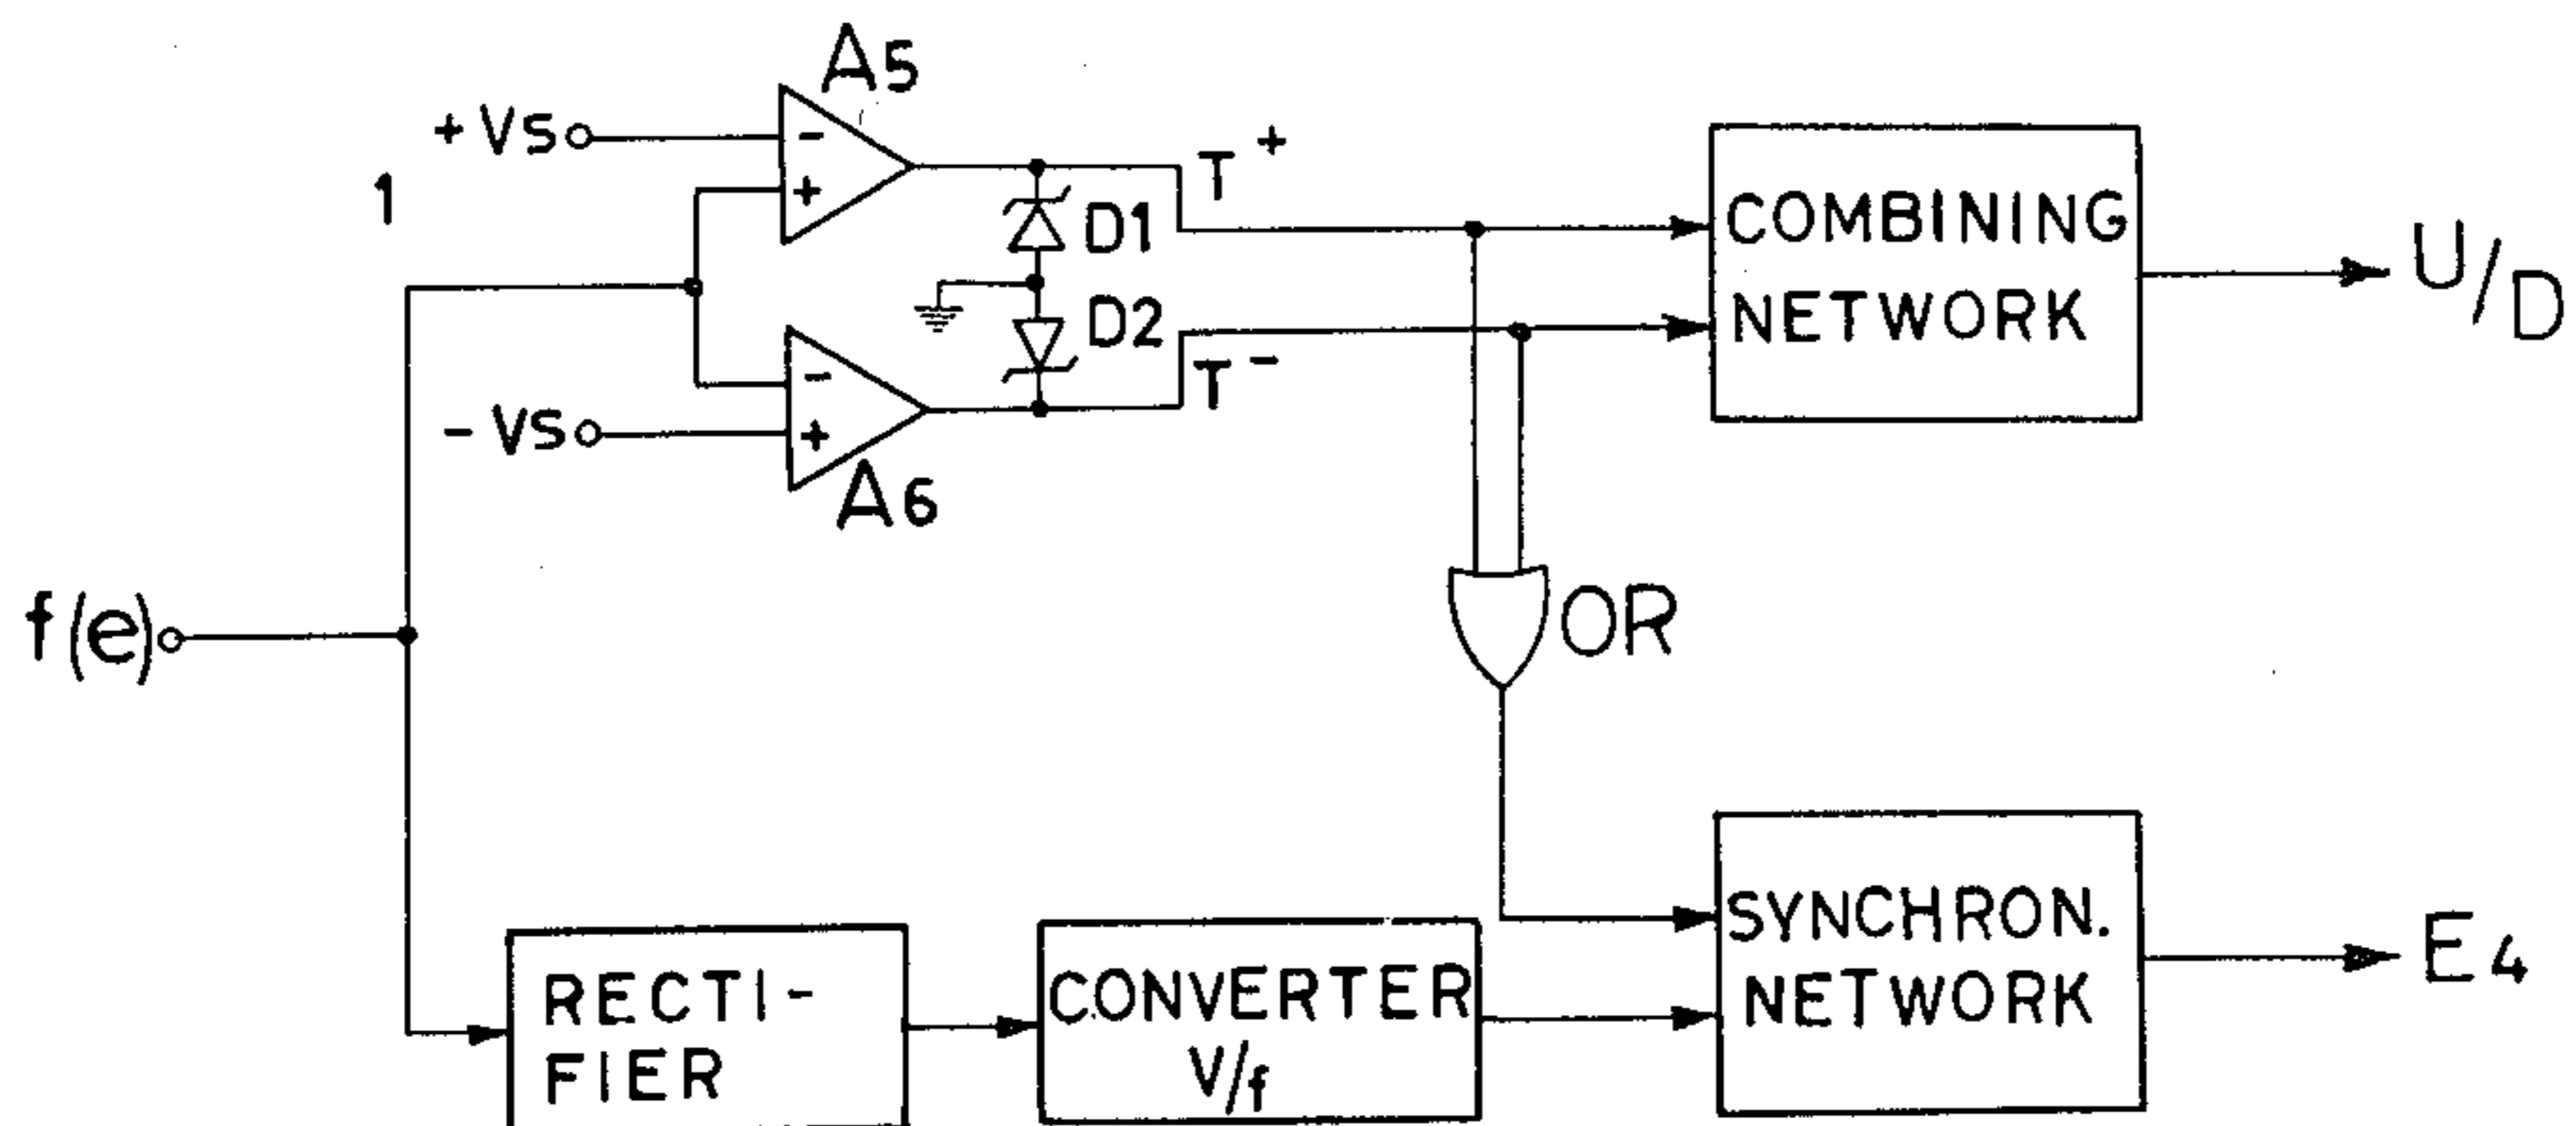 A5
+Vs
-
+
1
T+
D1
D2
T-
-
+
-Vs
A6
COMBINING
NETWORK
U/D
f(e)
OR
RECTI-
FIER
CONVERTER
V/f
SYNCHRON.
NETWORK
E4